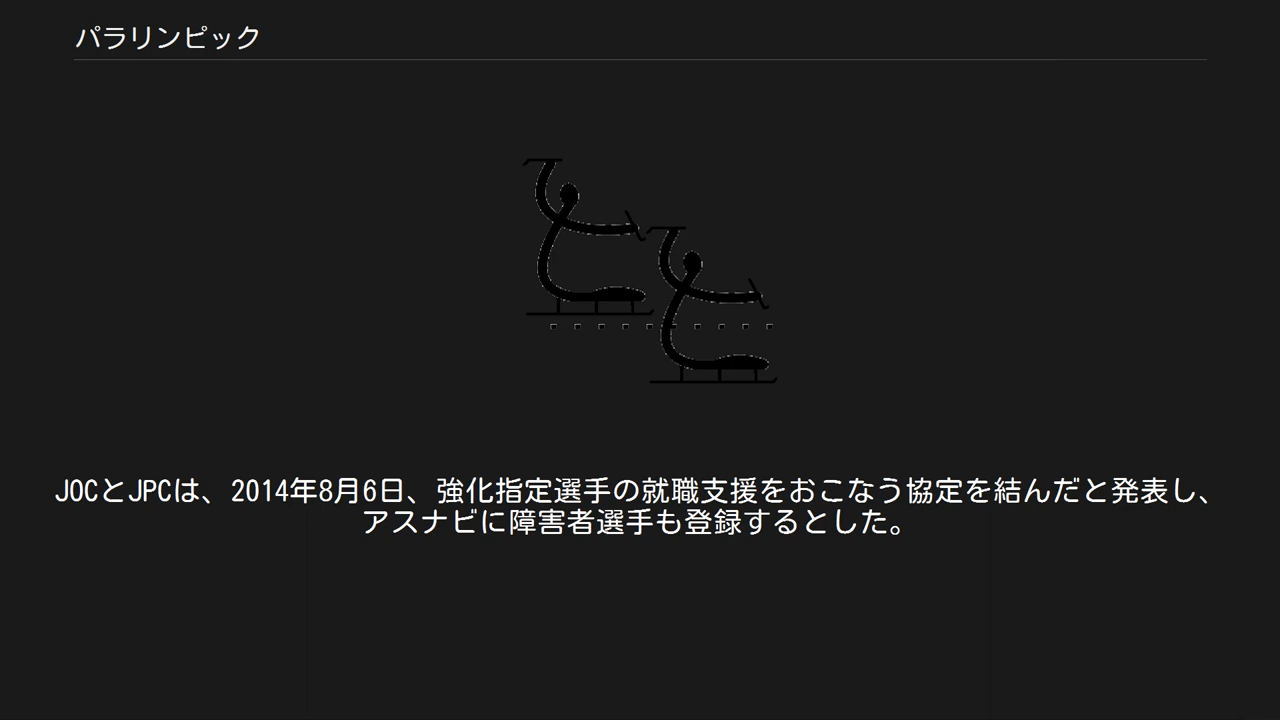 パラリンピック
JOCとJPCは、2014年8月6日、強化指定選手の就職支援をおこなう協定を結んだと発表し、
アスナビに障害者選手も登録するとした。